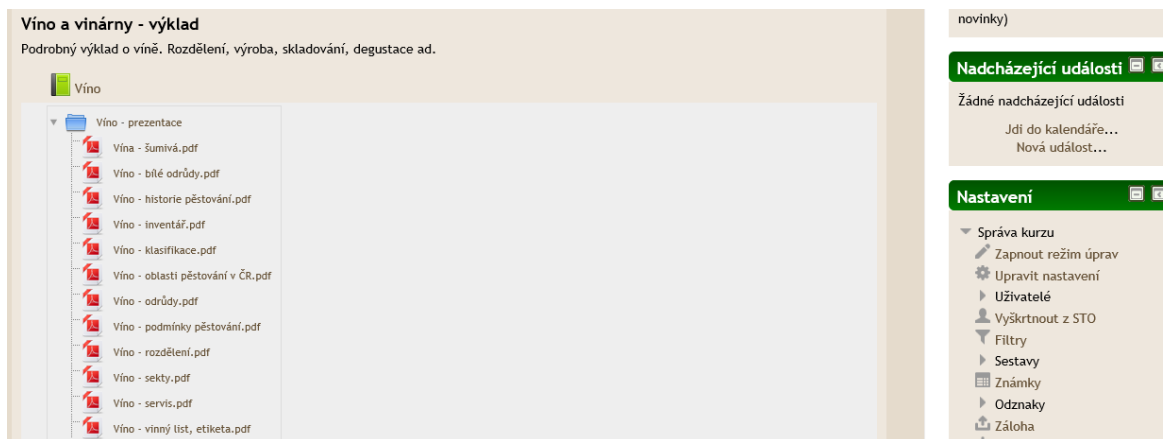 Víno a vinárny - výklad
Podrobný výklad o víně. Rozdělení, výroba, skladování, degustace ad.
Víno
Víno - prezentace
Vína - šumivá.pdf
Víno - bílé odrůdy.pdf
Víno - historie pěstování.pdf
Víno - inventář.pdf
Víno - klasifikace.pdf
Víno - oblasti pěstování v ČR.pdf
Víno - odrůdy.pdf
Víno - podmínky pěstování.pdf
Víno - rozdělení.pdf
Víno - sekty.pdf
Víno - servis.pdf
Víno - vinný list, etiketa.pdf
novinky)
Nadcházející události
Žádné nadcházející události
Jdi do kalendáře...
Nová událost...
Nastavení
Správa kurzu
Zapnout režim úprav
Upravit nastavení
Uživatelé
Vyškrtnout z STO
Filtry
Sestavy
Známky
Odznaky
Záloha